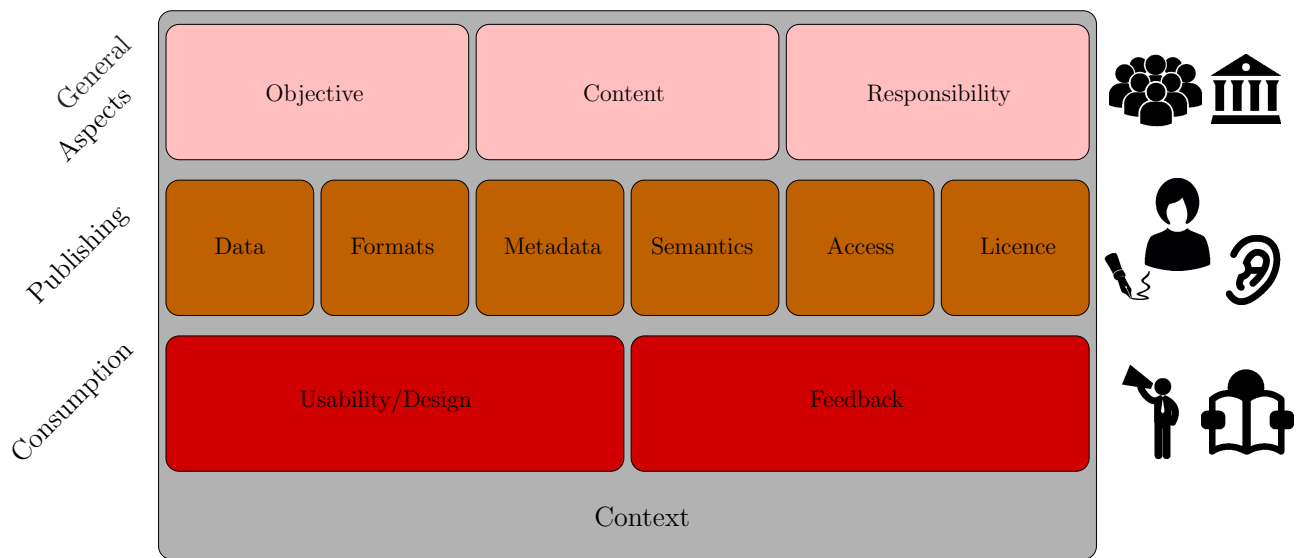 General
Aspects
Objective
Content
Responsibility
Publishing
Data
Formats
Metadata
Semantics
Access
Licence
Consumption
Usability/Design
Feedback
Context